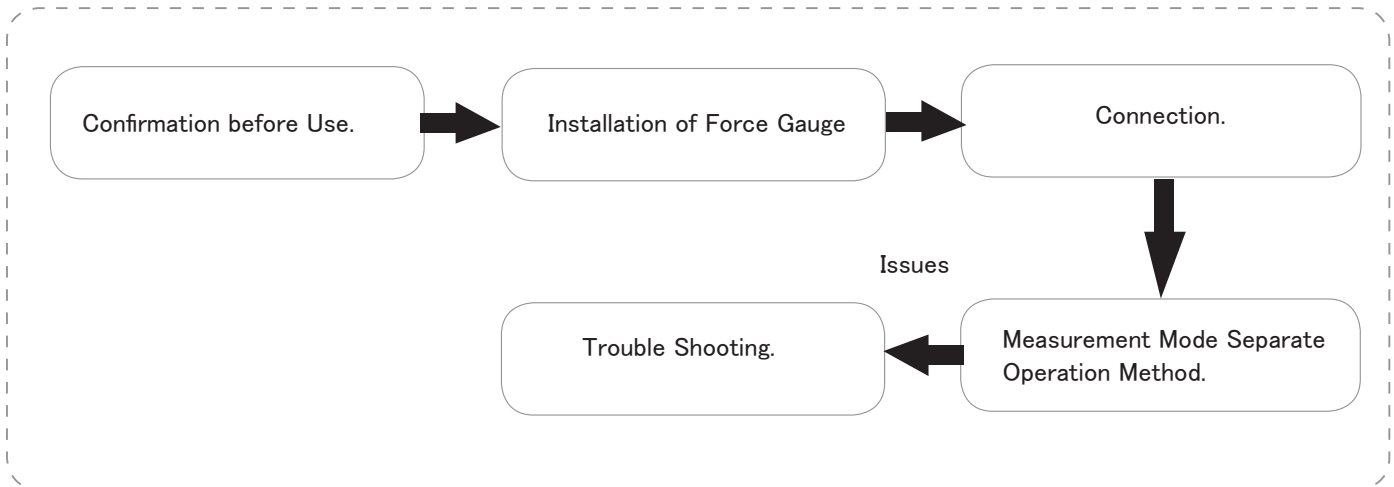 Confirmation before Use.
Installation of Force Gauge
Connection.
Issues
Measurement Mode Separate
Operation Method.
Trouble Shooting.